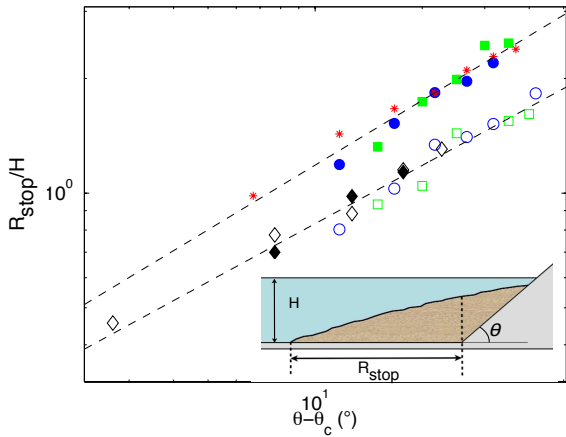 R_stop/H
10^0
H
θ
R_stop
10^1
θ−θ_c (°)